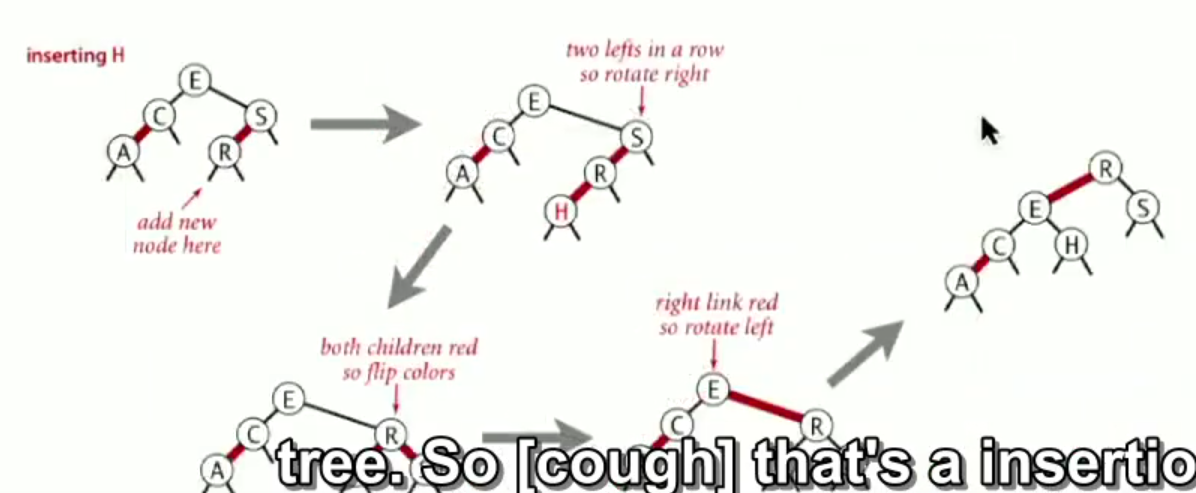 inserting H
two lefts in a row
so rotate right
E
C
S
A
R
add new
node here
E
C
S
A
R
H
R
E
S
C
H
A
both children red
so flip colors
E
C
R
A
right link red
so rotate left
E
C
R
tree. So [cough] that's a insertio